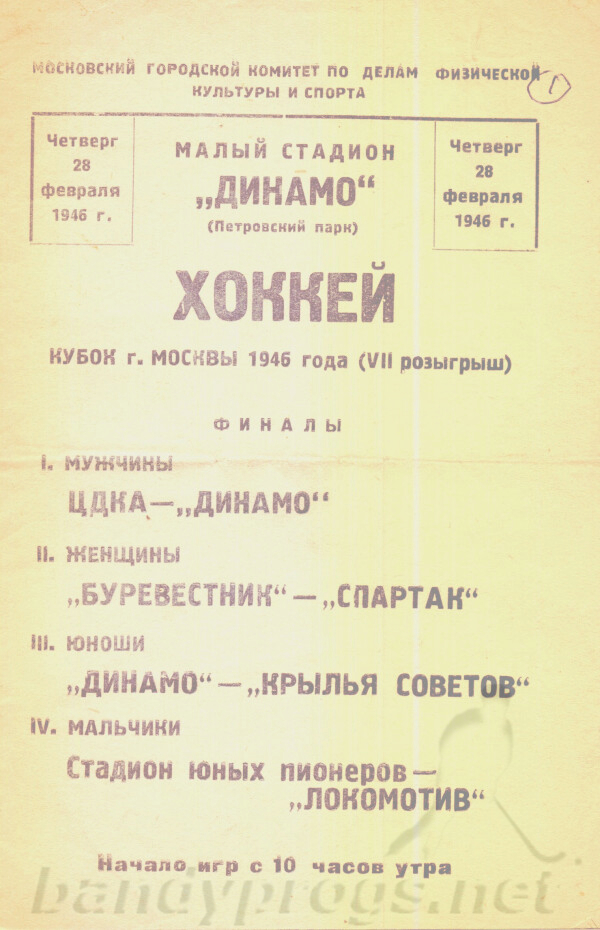 МОСКОВСКИЙ ГОРОДСКОЙ КОМИТЕТ ПО ДЕЛАМ ФИЗИЧЕСКОЙ
КУЛЬТУРЫ И СПОРТА
1
Четверг
28
февраля
1946 г.
МАЛЫЙ СТАДИОН
„ДИНАМО“
(Петровский парк)
Четверг
28
февраля
1946 г.
ХОККЕЙ
КУБОК г. МОСКВЫ 1946 года (VII розыгрыш)
ФИНАЛЫ
I. МУЖЧИНЫ
ЦДКА—„ДИНАМО“
II. ЖЕНЩИНЫ
„БУРЕВЕСТНИК“—„СПАРТАК“
III. ЮНОШИ
„ДИНАМО“—„КРЫЛЬЯ СОВЕТОВ“
IV. МАЛЬЧИКИ
Стадион юных пионеров—
„ЛОКОМОТИВ“
Начало игр с 10 часов утра
bandyprogs.net